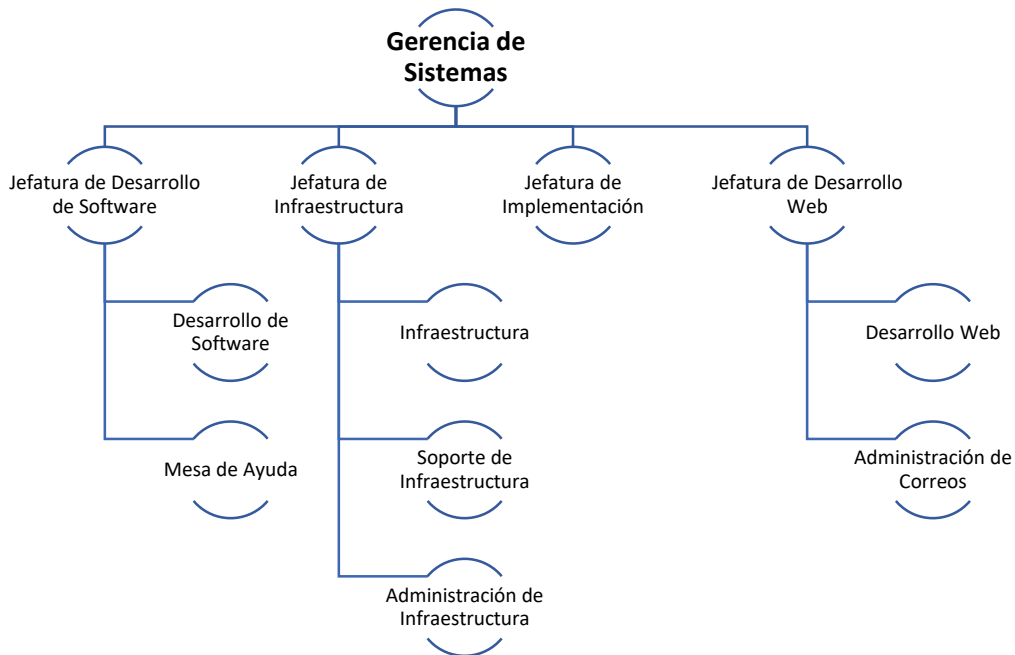 Gerencia de
Sistemas
Jefatura de Desarrollo
de Software
Jefatura de
Infraestructura
Jefatura de
Implementación
Jefatura de Desarrollo
Web
Desarrollo de
Software
Infraestructura
Desarrollo Web
Mesa de Ayuda
Soporte de
Infraestructura
Administración de
Correos
Administración de
Infraestructura